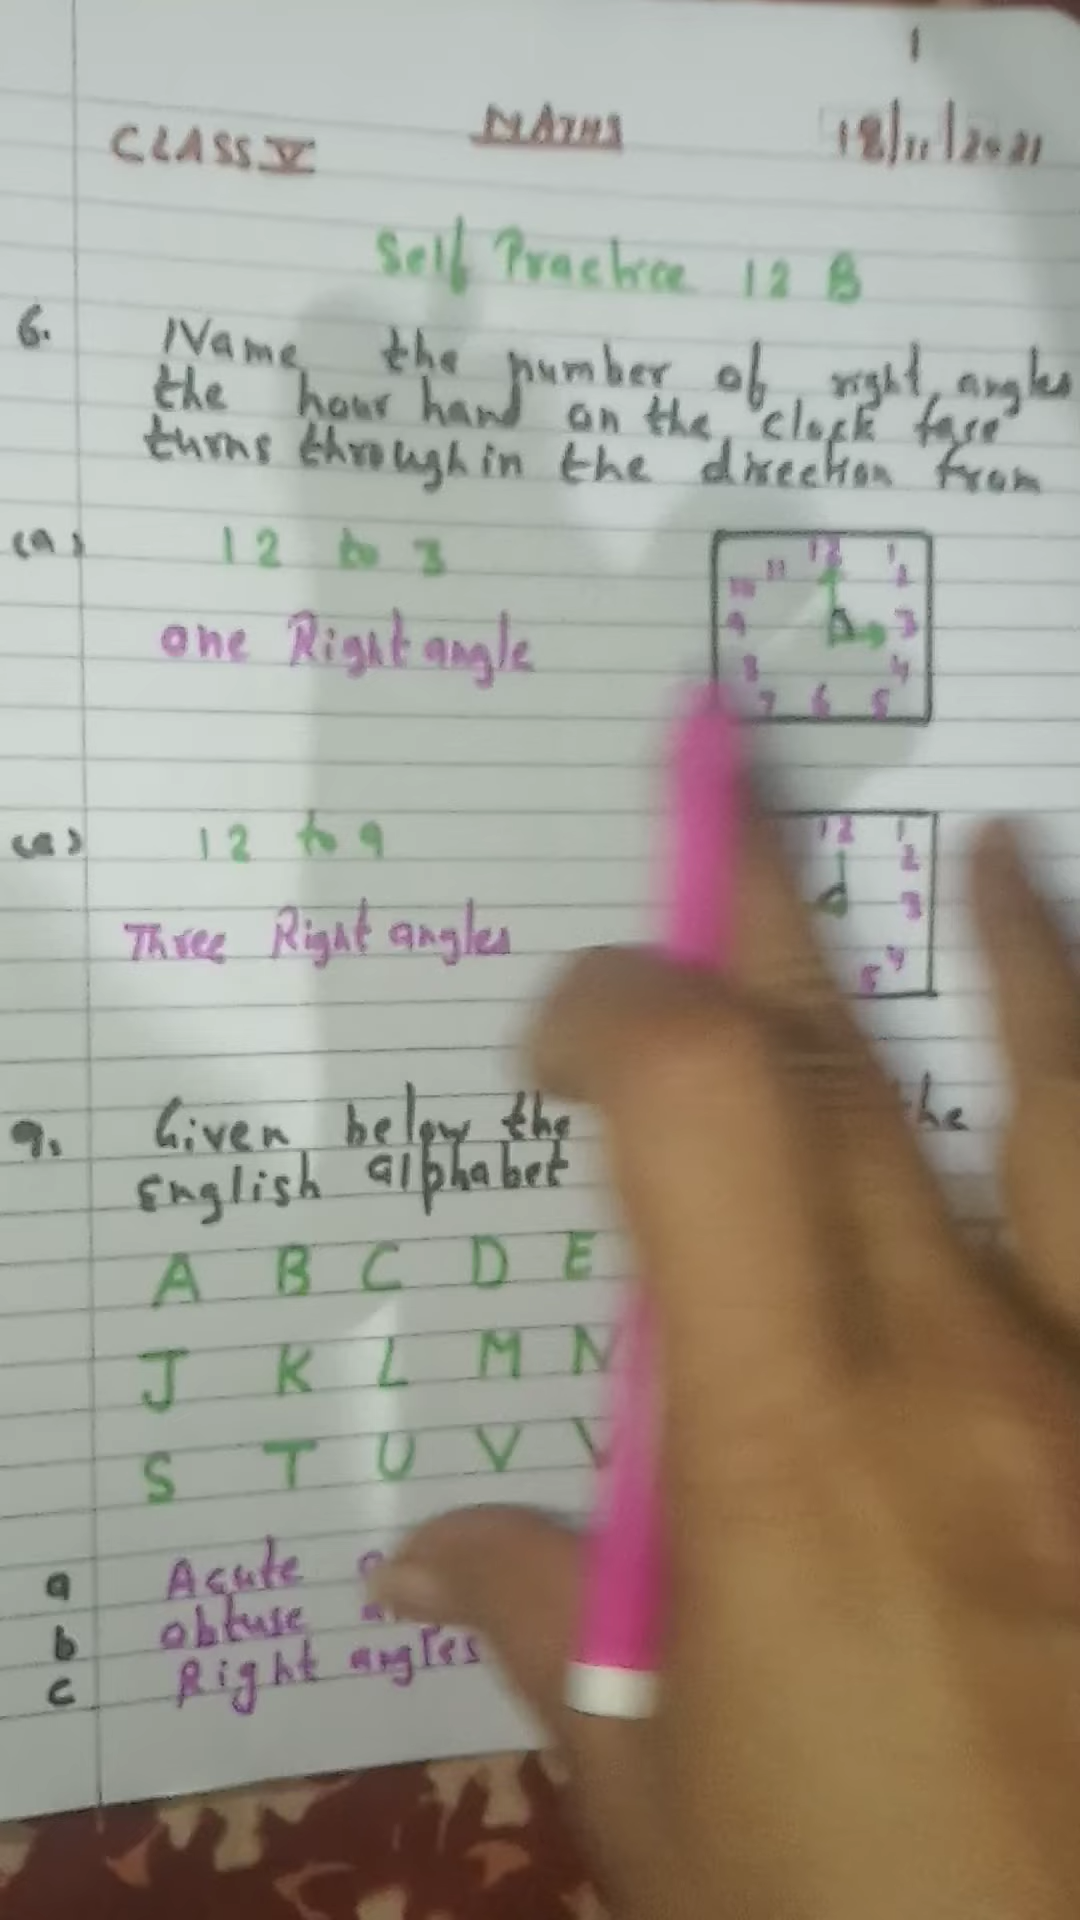 1
CLASS V MATHS 18/11/2021
Self Practice 12 B
6. Name the number of right angles
the hour hand on the clock face
turns through in the direction from
(a) 12 to 3
one Right angle
12 1
11 2
10
9 3
8 4
7 6 5
(a) 12 to 9
Three Right angles
12 1
2
3
4
5
9. Given below the he
English alphabet
A B C D E
J K L M N
S T U V
a Acute
b obtuse
c Right angles